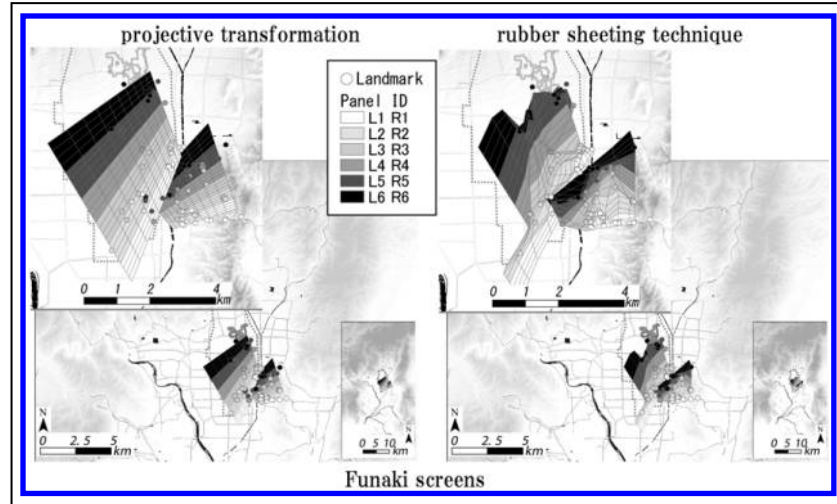 projective transformation
rubber sheeting technique
Landmark
Panel ID
L1 R1
L2 R2
L3 R3
L4 R4
L5 R5
L6 R6
0 1 2 4
km
0 1 2 4
km
N
0 2.5 5
km
0 5 10
km
N
0 2.5 5
km
0 5 10
km
Funaki screens